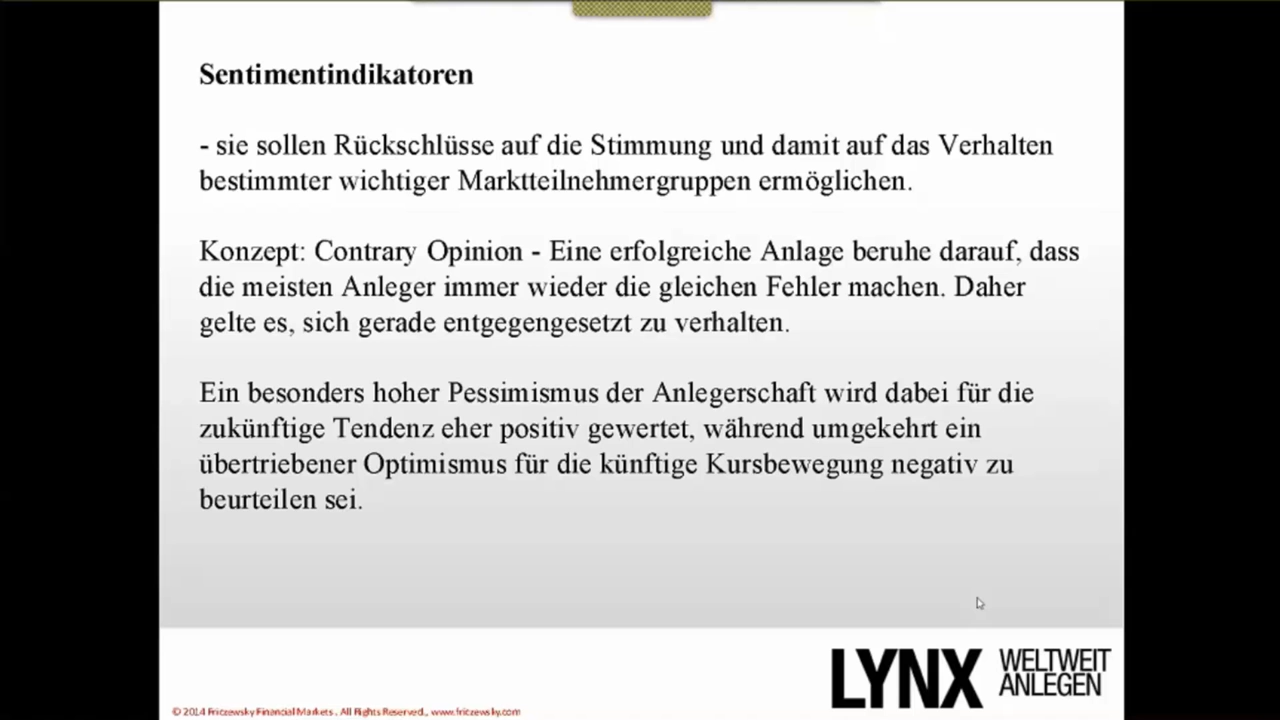 Sentimentindikatoren
- sie sollen Rückschlüsse auf die Stimmung und damit auf das Verhalten
bestimmter wichtiger Marktteilnehmergruppen ermöglichen.
Konzept: Contrary Opinion - Eine erfolgreiche Anlage beruhe darauf, dass
die meisten Anleger immer wieder die gleichen Fehler machen. Daher
gelte es, sich gerade entgegengesetzt zu verhalten.
Ein besonders hoher Pessimismus der Anlegerschaft wird dabei für die
zukünftige Tendenz eher positiv gewertet, während umgekehrt ein
übertriebener Optimismus für die künftige Kursbewegung negativ zu
beurteilen sei.
LYNX WELTWEIT
ANLEGEN
© 2014 Friczewsky Financial Markets . All Rights Reserved., www.friczewsky.com